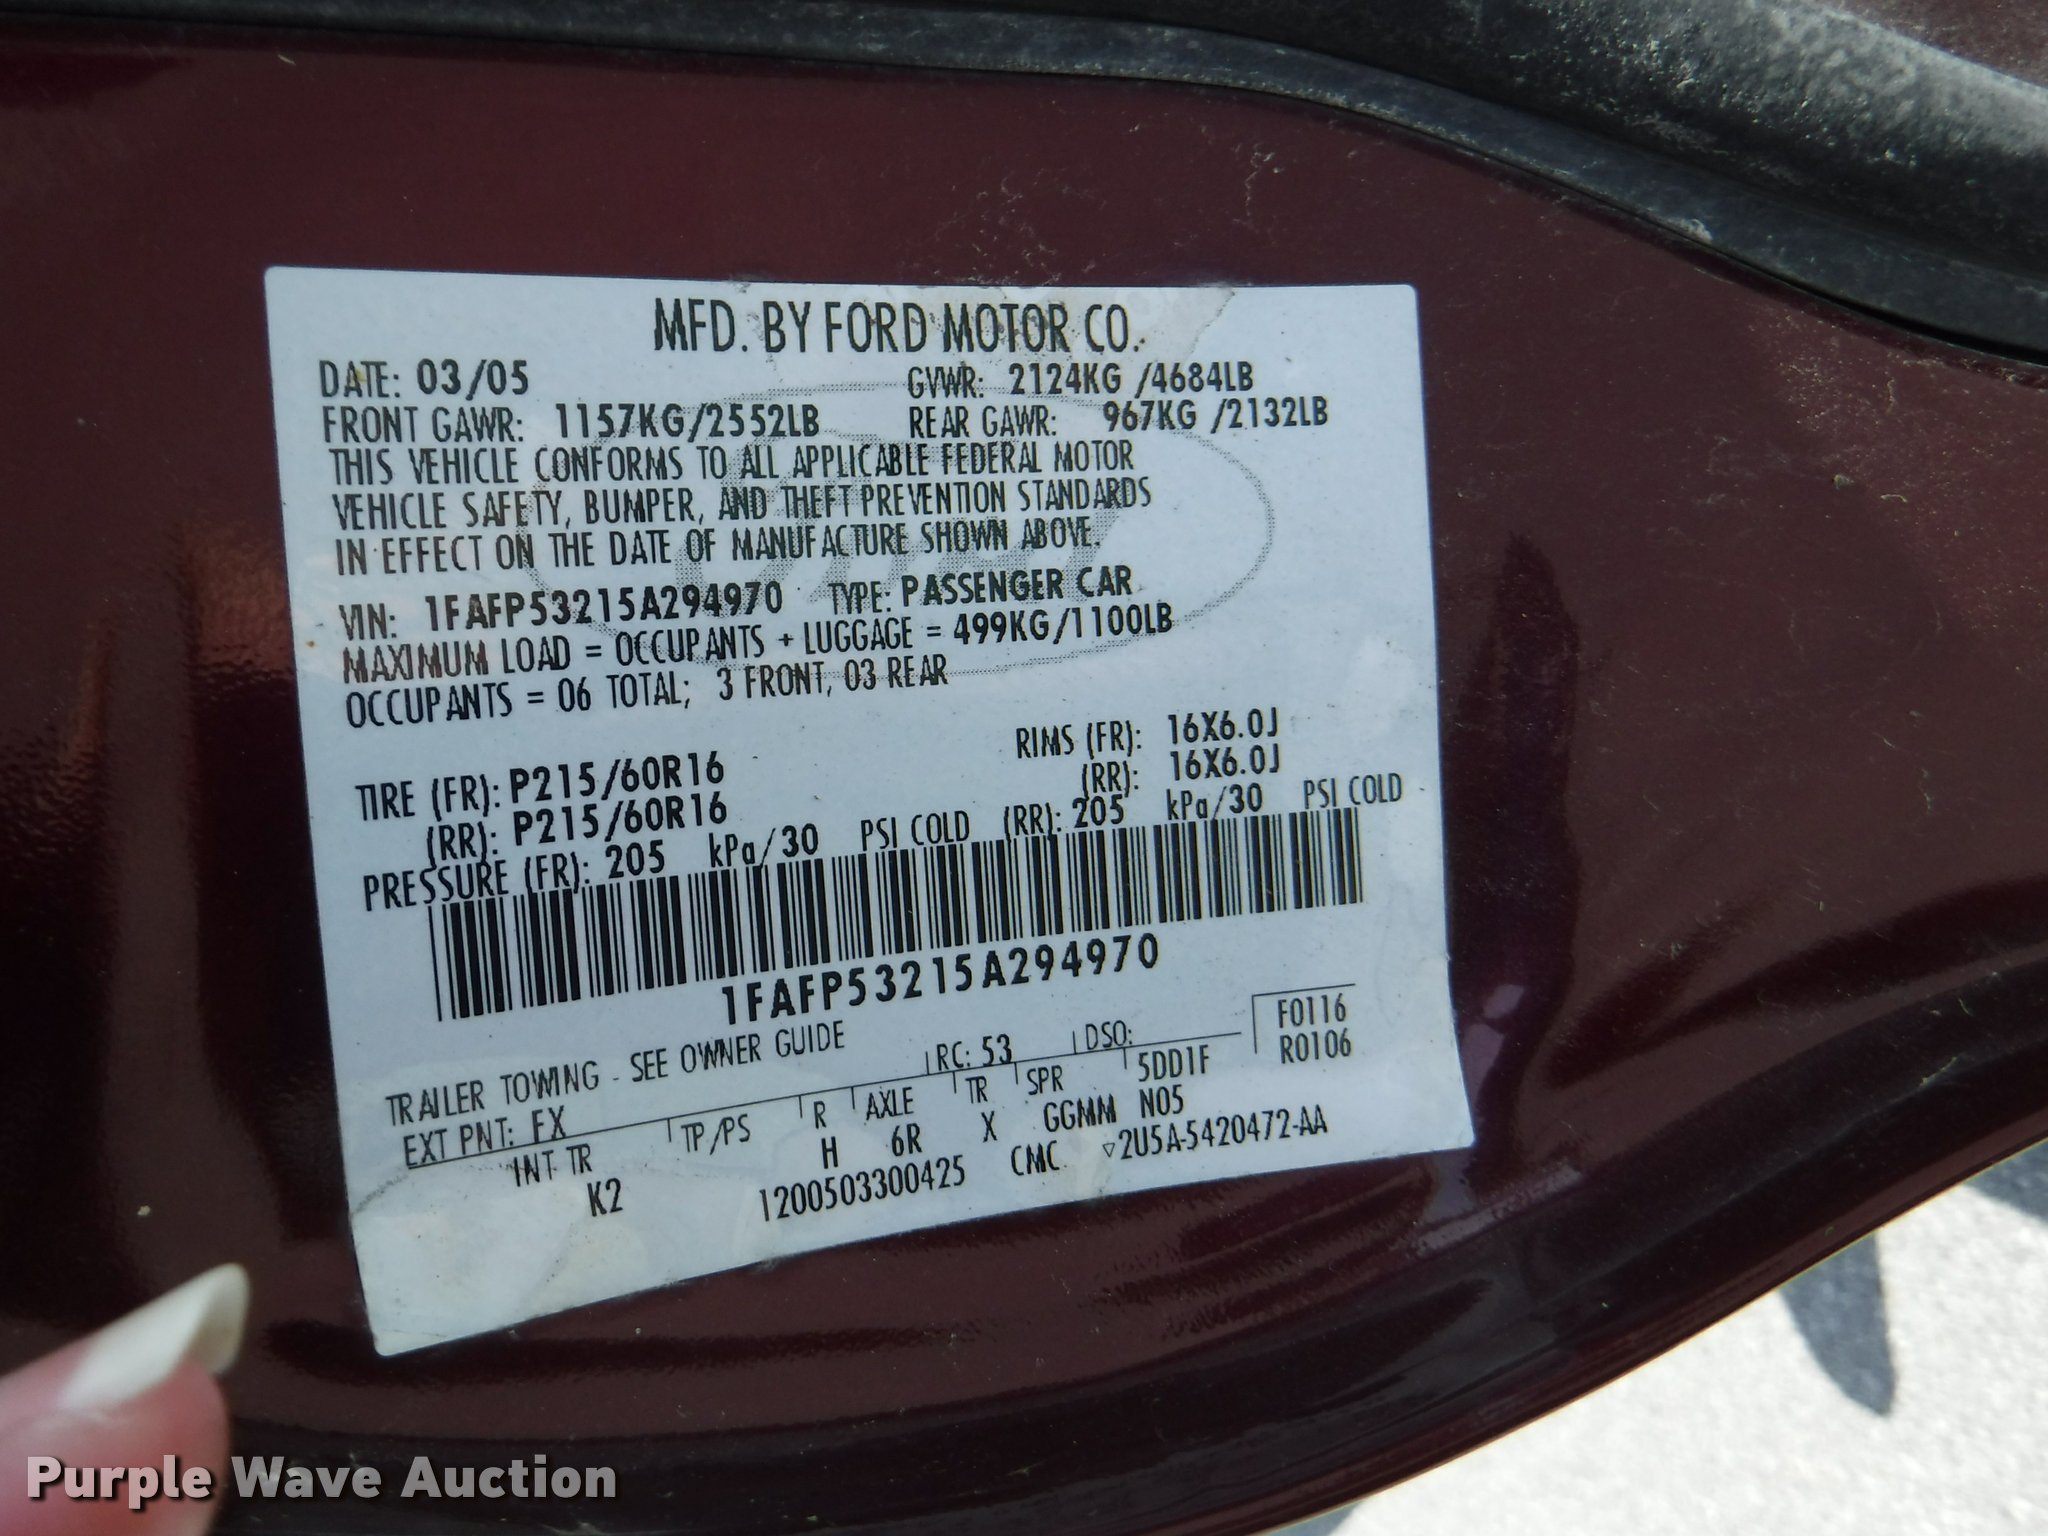 MFD. BY FORD MOTOR CO.
DATE: 03/05 GVWR: 2124KG /4684LB
FRONT GAWR: 1157KG/2552LB REAR GAWR: 967KG /2132LB
THIS VEHICLE CONFORMS TO ALL APPLICABLE FEDERAL MOTOR
VEHICLE SAFETY, BUMPER, AND THEFT PREVENTION STANDARDS
IN EFFECT ON THE DATE OF MANUFACTURE SHOWN ABOVE.
VIN: 1FAFP53215A294970 TYPE: PASSENGER CAR
MAXIMUM LOAD = OCCUPANTS + LUGGAGE = 499KG/1100LB
OCCUPANTS = 06 TOTAL; 3 FRONT, 03 REAR
TIRE (FR): P215/60R16 RIMS (FR): 16X6.0J
(RR): P215/60R16 (RR): 16X6.0J
PRESSURE (FR): 205 kPa/30 PSI COLD (RR): 205 kPa/30 PSI COLD
1FAFP53215A294970
TRAILER TOWING - SEE OWNER GUIDE
EXT PNT: FX RC: 53 DSO: F0116
INT TR TP/PS R AXLE TR SPR 5DD1F R0106
K2 H 6R X GGMM N05
1200503300425 CMC ▽2U5A-5420472-AA
Purple Wave Auction